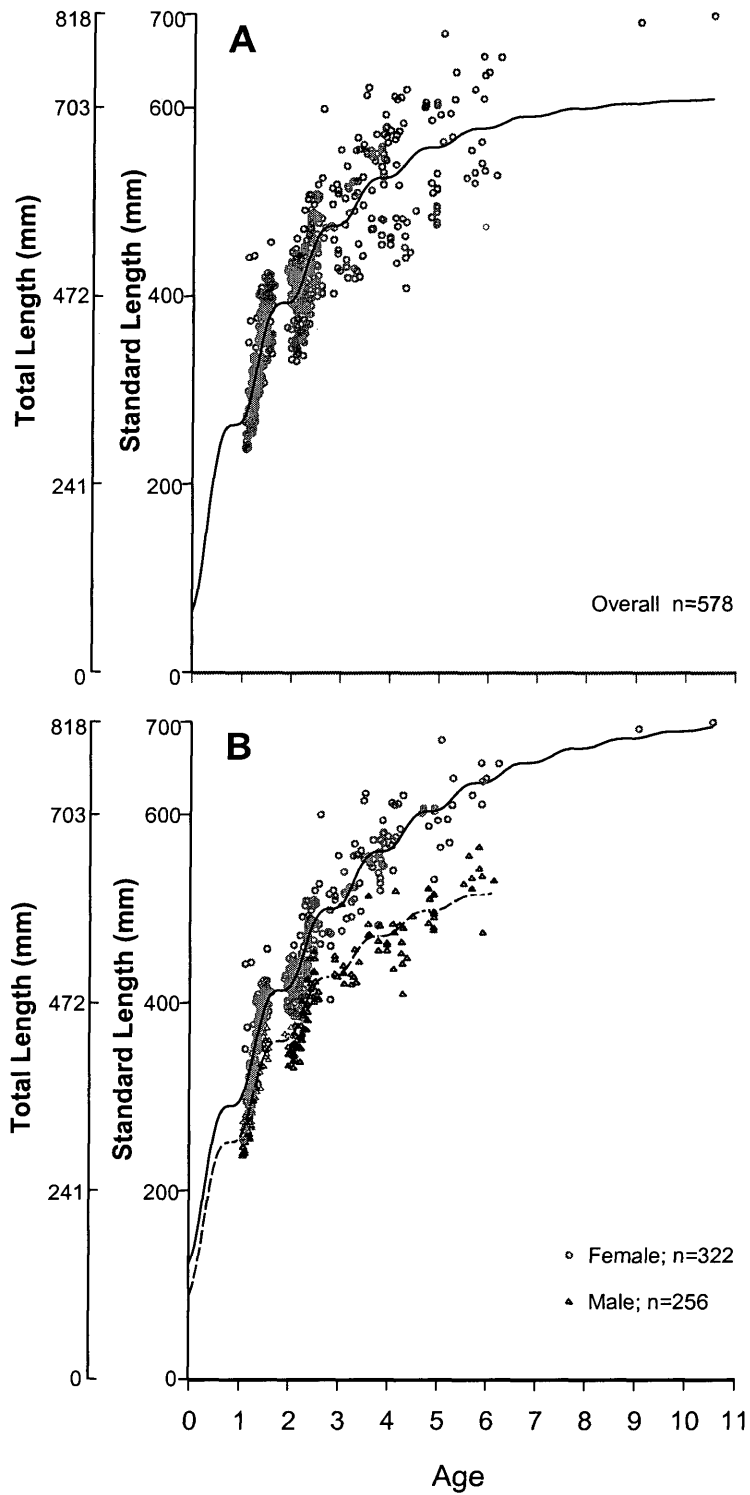 A
818
703
472
241
0
Total Length (mm)
700
600
400
200
0
Standard Length (mm)
Overall n=578
B
818
703
472
241
0
Total Length (mm)
700
600
400
200
0
Standard Length (mm)
Female; n=322
Male; n=256
0 1 2 3 4 5 6 7 8 9 10 11
Age